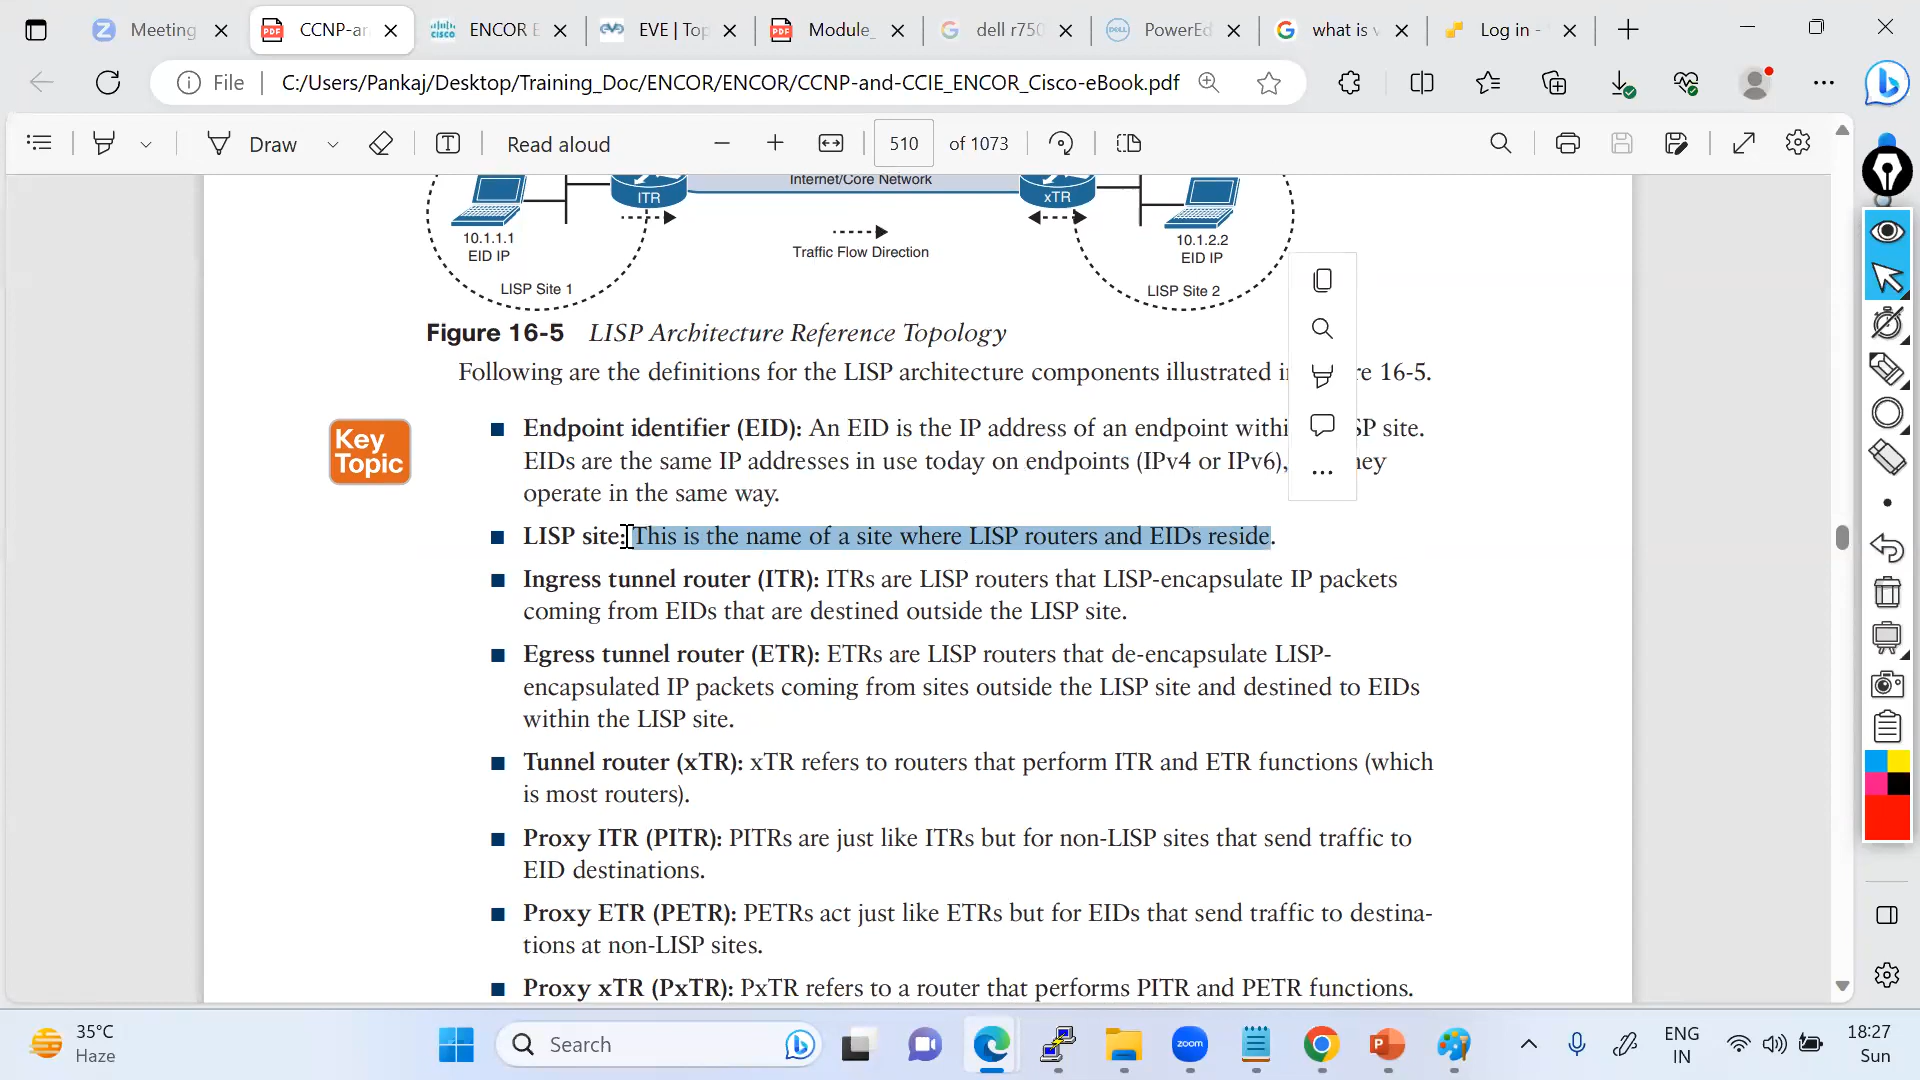 Meeting
CCNP-an
ENCOR E
EVE | Top
Module_
dell r750
PowerEd
what is v
Log in -
File
C:/Users/Pankaj/Desktop/Training_Doc/ENCOR/ENCOR/CCNP-and-CCIE_ENCOR_Cisco-eBook.pdf
Draw
Read aloud
510 of 1073
Internet/Core Network
ITR
xTR
10.1.1.1
EID IP
Traffic Flow Direction
10.1.2.2
EID IP
LISP Site 1
LISP Site 2
Figure 16-5 LISP Architecture Reference Topology
Following are the definitions for the LISP architecture components illustrated i re 16-5.
Key
Topic
■ Endpoint identifier (EID): An EID is the IP address of an endpoint withi SP site.
EIDs are the same IP addresses in use today on endpoints (IPv4 or IPv6), ey
operate in the same way.
■ LISP site: This is the name of a site where LISP routers and EIDs reside.
■ Ingress tunnel router (ITR): ITRs are LISP routers that LISP-encapsulate IP packets
coming from EIDs that are destined outside the LISP site.
■ Egress tunnel router (ETR): ETRs are LISP routers that de-encapsulate LISP-
encapsulated IP packets coming from sites outside the LISP site and destined to EIDs
within the LISP site.
■ Tunnel router (xTR): xTR refers to routers that perform ITR and ETR functions (which
is most routers).
■ Proxy ITR (PITR): PITRs are just like ITRs but for non-LISP sites that send traffic to
EID destinations.
■ Proxy ETR (PETR): PETRs act just like ETRs but for EIDs that send traffic to destina-
tions at non-LISP sites.
■ Proxy xTR (PxTR): PxTR refers to a router that performs PITR and PETR functions.
35°C
Haze
Search
zoom
ENG
IN
18:27
Sun